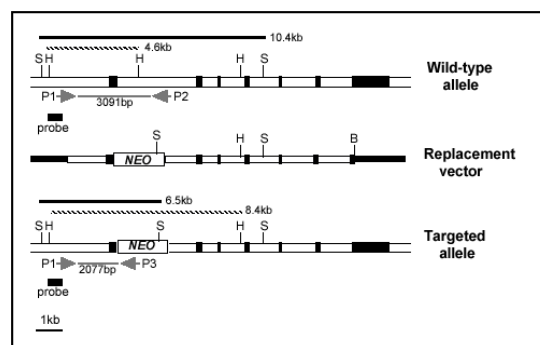 10.4kb
4.6kb
S H H H S
Wild-type allele
P1 3091bp P2
probe
S H S B
NEO
Replacement vector
6.5kb
8.4kb
S H S H S
NEO
Targeted allele
P1 2077bp P3
probe
1kb